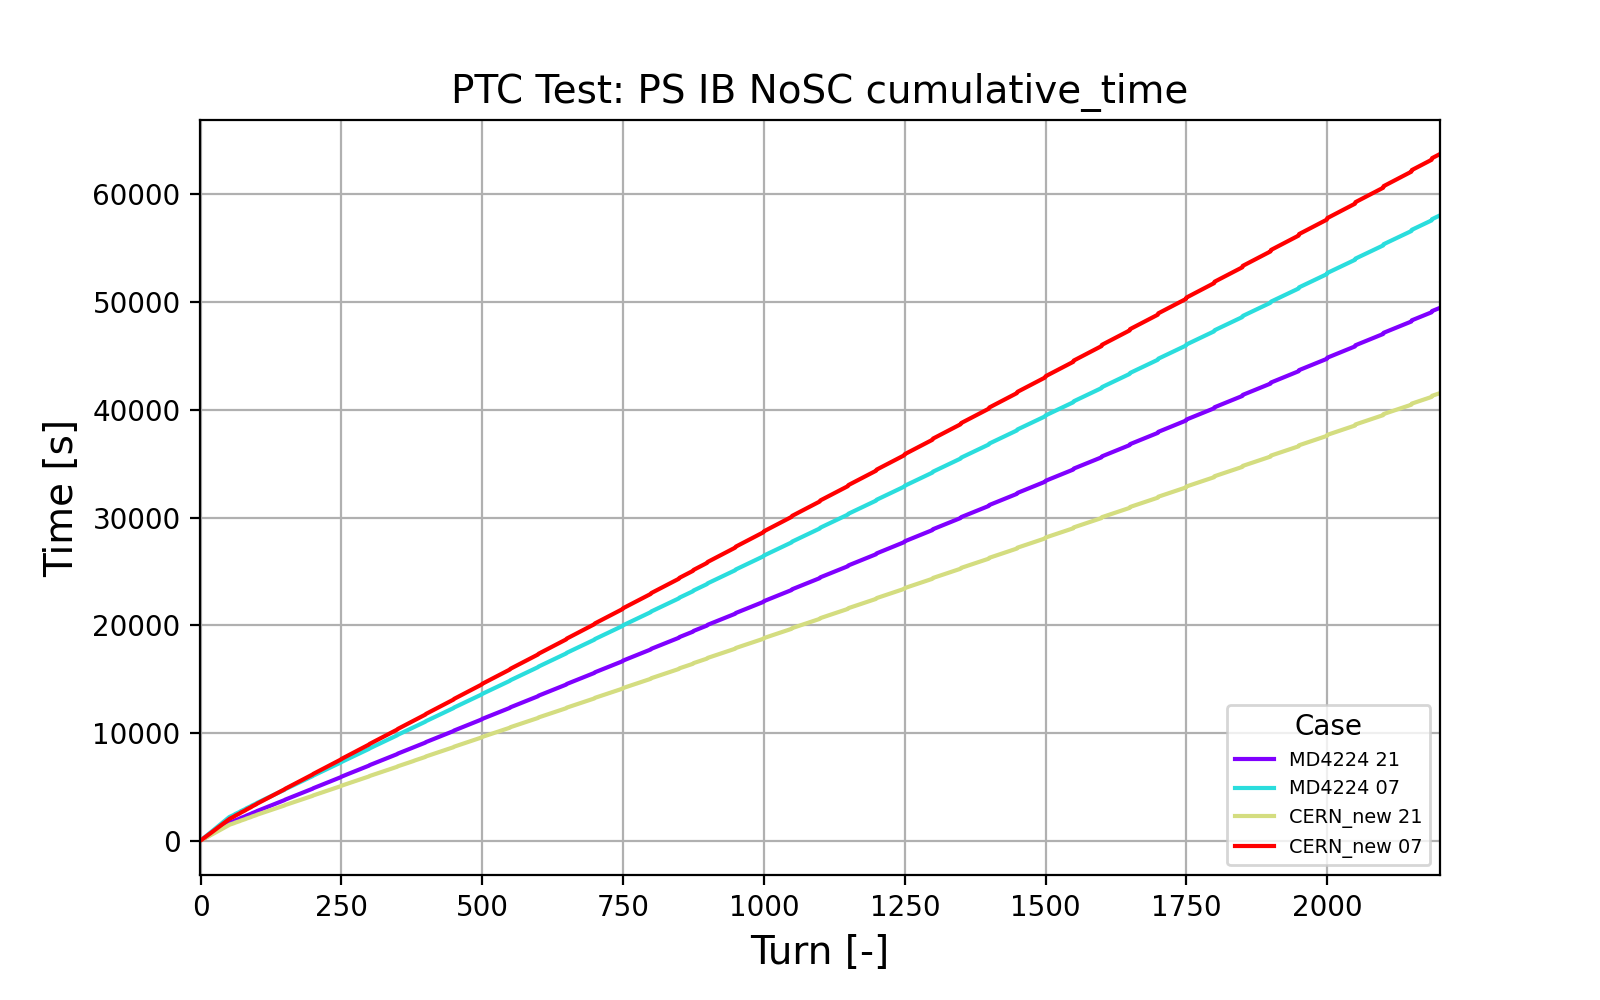 PTC Test: PS IB NoSC cumulative_time
Time [s]
60000
50000
40000
30000
20000
10000
0
0 250 500 750 1000 1250 1500 1750 2000
Turn [-]
Case
MD4224 21
MD4224 07
CERN_new 21
CERN_new 07